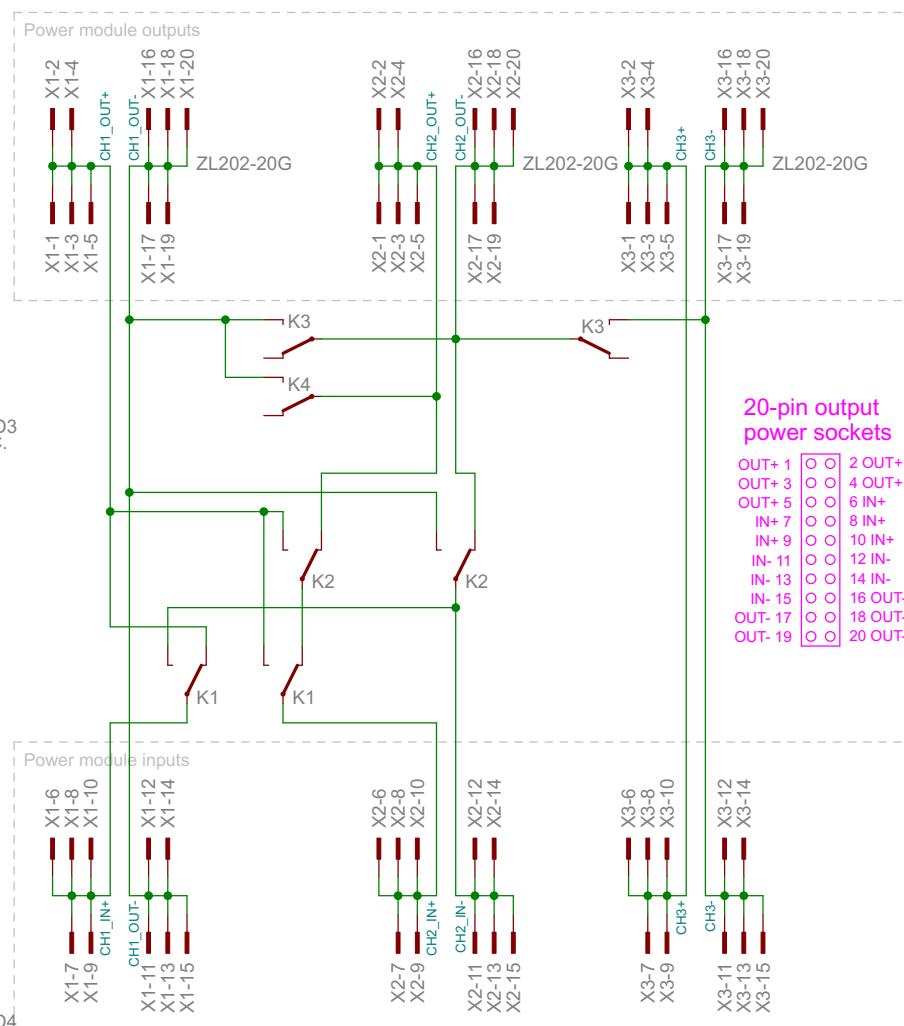 Power module outputs
X1-2
X1-4
CH1_OUT+
CH1_OUT-
X1-16
X1-18
X1-20
X2-2
X2-4
CH2_OUT+
CH2_OUT-
X2-16
X2-18
X2-20
X3-2
X3-4
CH3+
CH3-
X3-16
X3-18
X3-20
ZL202-20G
ZL202-20G
ZL202-20G
X1-1
X1-3
X1-5
X1-17
X1-19
X2-1
X2-3
X2-5
X2-17
X2-19
X3-1
X3-3
X3-5
X3-17
X3-19
K3
K3
K4
20-pin output
power sockets
OUT+ 1 2 OUT+
OUT+ 3 4 OUT+
OUT+ 5 6 IN+
IN+ 7 8 IN+
IN+ 9 10 IN+
IN- 11 12 IN-
IN- 13 14 IN-
IN- 15 16 OUT-
OUT- 17 18 OUT-
OUT- 19 20 OUT-
K2
K2
K1
K1
Power module inputs
X1-6
X1-8
X1-10
X1-12
X1-14
X2-6
X2-8
X2-10
X2-12
X2-14
X3-6
X3-8
X3-10
X3-12
X3-14
X1-7
X1-9
CH1_IN+
CH1_OUT-
X1-11
X1-13
X1-15
X2-7
X2-9
CH2_IN+
CH2_IN-
X2-11
X2-13
X2-15
X3-7
X3-9
CH3+
CH3-
X3-11
X3-13
X3-15